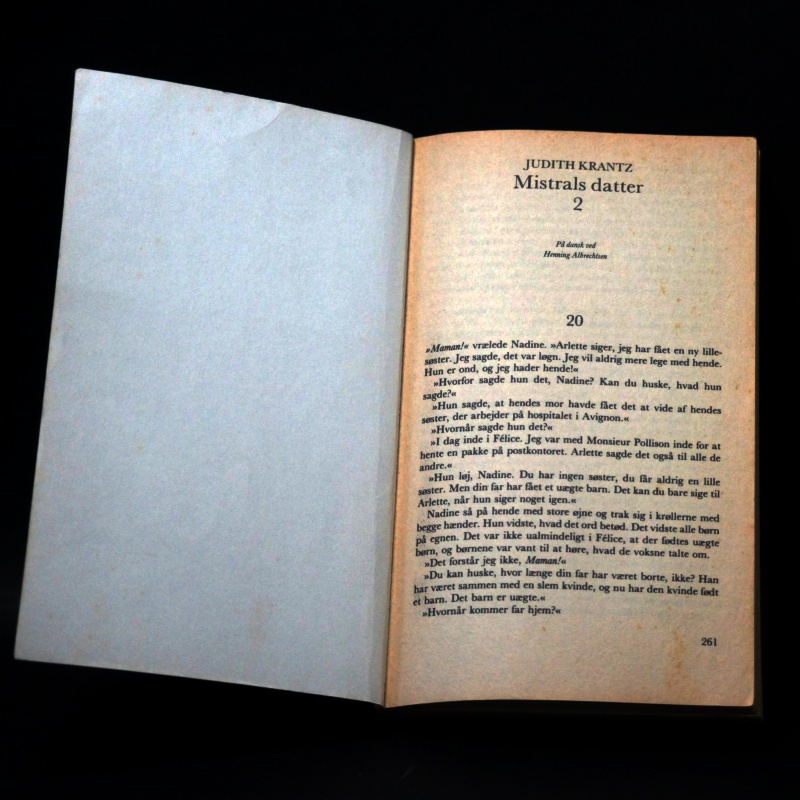 JUDITH KRANTZ
Mistrals datter
2
På dansk ved
Henning Albrechtsen
20
»Maman!« vrælede Nadine. »Arlette siger, jeg har fået en ny lille-
søster. Jeg sagde, det var løgn. Jeg vil aldrig mere lege med hende.
Hun er ond, og jeg hader hende!«
»Hvorfor sagde hun det, Nadine? Kan du huske, hvad hun
sagde?«
»Hun sagde, at hendes mor havde fået det at vide af hendes
søster, der arbejder på hospitalet i Avignon.«
»Hvornår sagde hun det?«
»I dag inde i Félice. Jeg var med Monsieur Pollison inde for at
hente en pakke på postkontoret. Arlette sagde det også til alle de
andre.«
»Hun løj, Nadine. Du har ingen søster, du får aldrig en lille
søster. Men din far har fået et uægte barn. Det kan du bare sige til
Arlette, når hun siger noget igen.«
Nadine så på hende med store øjne og trak sig i krøllerne med
begge hænder. Hun vidste, hvad det ord betød. Det vidste alle børn
på egnen. Det var ikke ualmindeligt i Félice, at der fødtes uægte
børn, og børnene var vant til at høre, hvad de voksne talte om.
»Det forstår jeg ikke, Maman!«
»Du kan huske, hvor længe din far har været borte, ikke? Han
har været sammen med en slem kvinde, og nu har den kvinde født
et barn. Det barn er uægte.«
»Hvornår kommer far hjem?«
261